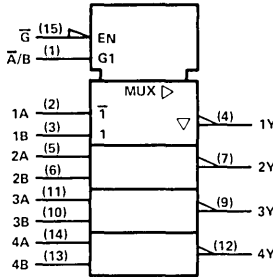 G̅ (15) EN
A̅/B (1) G1
MUX ▷
1A (2) 1̅ (4) 1Y
1B (3) 1 ▽
2A (5) (7) 2Y
2B (6)
3A (11) (9) 3Y
3B (10)
4A (14) (12) 4Y
4B (13)